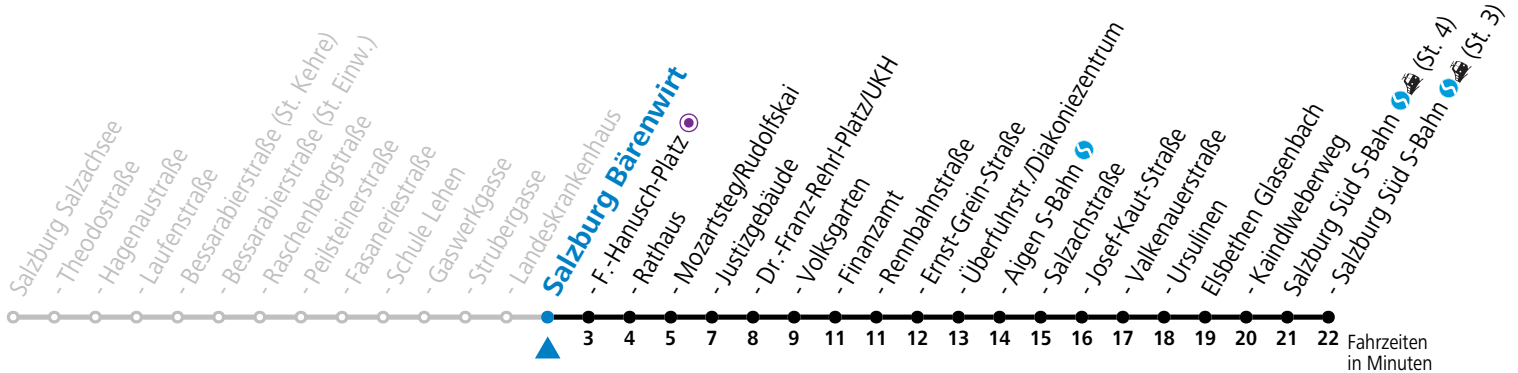 Salzburg Salzachsee
- Theodostraße
- Hagenaustraße
- Laufenstraße
- Bessarabierstraße (St. Kehre)
- Bessarabierstraße (St. Einw.)
- Raschenbergstraße
- Peilsteinerstraße
- Fasaneriestraße
- Schule Lehen
- Gaswerkgasse
- Strubergasse
- Landeskrankenhaus
Salzburg Bärenwirt
- F.-Hanusch-Platz
- Rathaus
- Mozartsteg/Rudolfskai
- Justizgebäude
- Dr.-Franz-Rehrl-Platz/UKH
- Volksgarten
- Finanzamt
- Rennbahnstraße
- Ernst-Grein-Straße
- Überfuhrstr./Diakoniezentrum
- Aigen S-Bahn
- Salzachstraße
- Josef-Kaut-Straße
- Valkenauerstraße
- Ursulinen
Elsbethen Glasenbach
- Kaindlweberweg
Salzburg Süd S-Bahn (St. 4)
- Salzburg Süd S-Bahn (St. 3)
3 4 5 7 8 9 11 11 12 13 14 15 16 17 18 19 20 21 22 Fahrzeiten
in Minuten